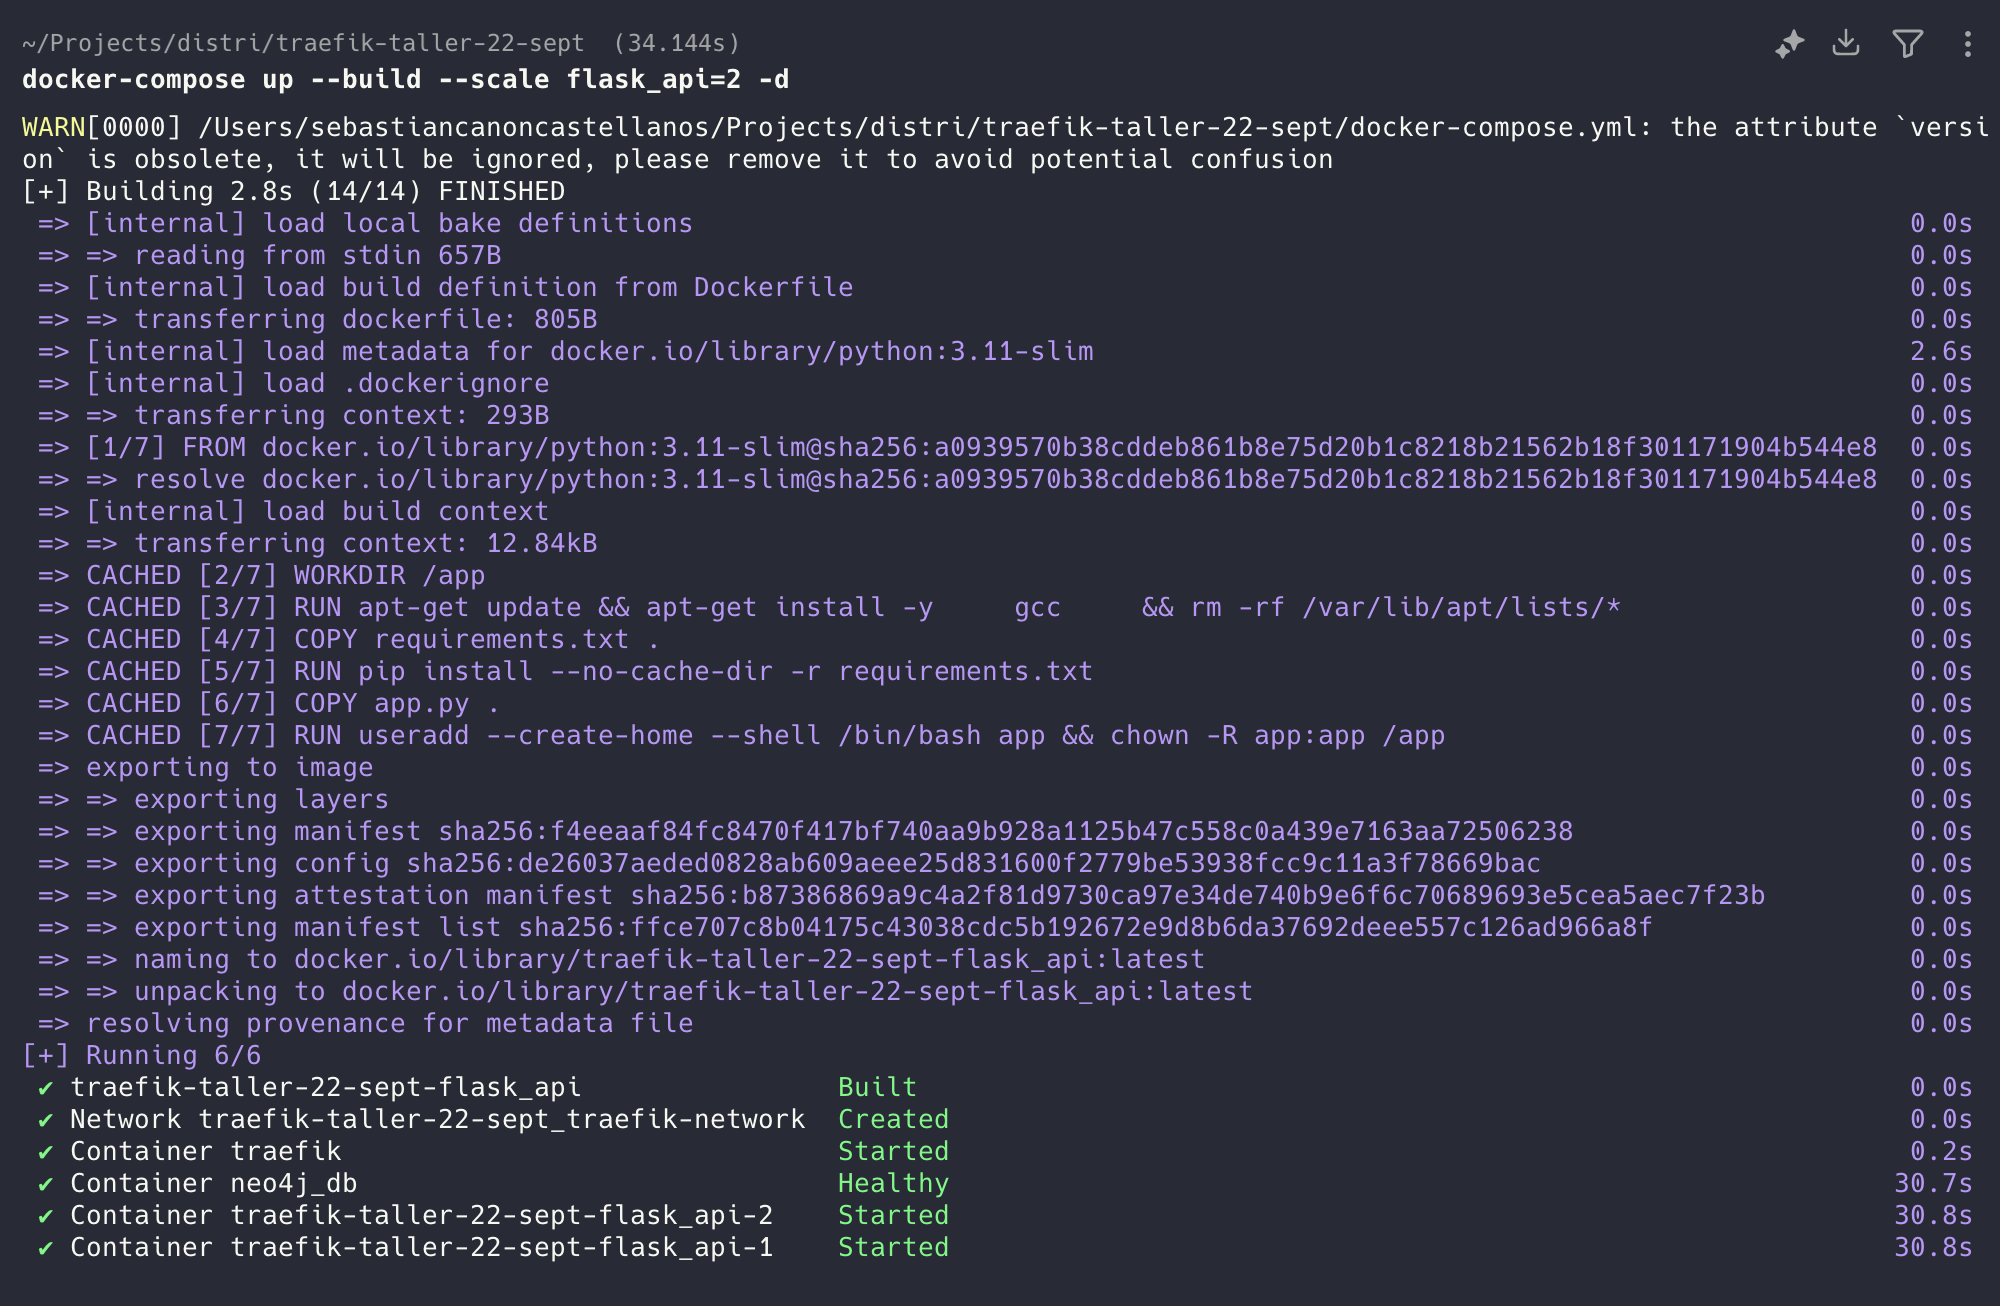 ~/Projects/distri/traefik-taller-22-sept (34.144s)
docker-compose up --build --scale flask_api=2 -d
WARN[0000] /Users/sebastiancanoncastellanos/Projects/distri/traefik-taller-22-sept/docker-compose.yml: the attribute `versi
on` is obsolete, it will be ignored, please remove it to avoid potential confusion
[+] Building 2.8s (14/14) FINISHED
=> [internal] load local bake definitions 0.0s
=> => reading from stdin 657B 0.0s
=> [internal] load build definition from Dockerfile 0.0s
=> => transferring dockerfile: 805B 0.0s
=> [internal] load metadata for docker.io/library/python:3.11-slim 2.6s
=> [internal] load .dockerignore 0.0s
=> => transferring context: 293B 0.0s
=> [1/7] FROM docker.io/library/python:3.11-slim@sha256:a0939570b38cddeb861b8e75d20b1c8218b21562b18f301171904b544e8 0.0s
=> => resolve docker.io/library/python:3.11-slim@sha256:a0939570b38cddeb861b8e75d20b1c8218b21562b18f301171904b544e8 0.0s
=> [internal] load build context 0.0s
=> => transferring context: 12.84kB 0.0s
=> CACHED [2/7] WORKDIR /app 0.0s
=> CACHED [3/7] RUN apt-get update && apt-get install -y     gcc     && rm -rf /var/lib/apt/lists/* 0.0s
=> CACHED [4/7] COPY requirements.txt . 0.0s
=> CACHED [5/7] RUN pip install --no-cache-dir -r requirements.txt 0.0s
=> CACHED [6/7] COPY app.py . 0.0s
=> CACHED [7/7] RUN useradd --create-home --shell /bin/bash app && chown -R app:app /app 0.0s
=> exporting to image 0.0s
=> => exporting layers 0.0s
=> => exporting manifest sha256:f4eeaaf84fc8470f417bf740aa9b928a1125b47c558c0a439e7163aa72506238 0.0s
=> => exporting config sha256:de26037aeded0828ab609aeee25d831600f2779be53938fcc9c11a3f78669bac 0.0s
=> => exporting attestation manifest sha256:b87386869a9c4a2f81d9730ca97e34de740b9e6f6c70689693e5cea5aec7f23b 0.0s
=> => exporting manifest list sha256:ffce707c8b04175c43038cdc5b192672e9d8b6da37692deee557c126ad966a8f 0.0s
=> => naming to docker.io/library/traefik-taller-22-sept-flask_api:latest 0.0s
=> => unpacking to docker.io/library/traefik-taller-22-sept-flask_api:latest 0.0s
=> resolving provenance for metadata file 0.0s
[+] Running 6/6
✔ traefik-taller-22-sept-flask_api Built 0.0s
✔ Network traefik-taller-22-sept_traefik-network Created 0.0s
✔ Container traefik Started 0.2s
✔ Container neo4j_db Healthy 30.7s
✔ Container traefik-taller-22-sept-flask_api-2 Started 30.8s
✔ Container traefik-taller-22-sept-flask_api-1 Started 30.8s